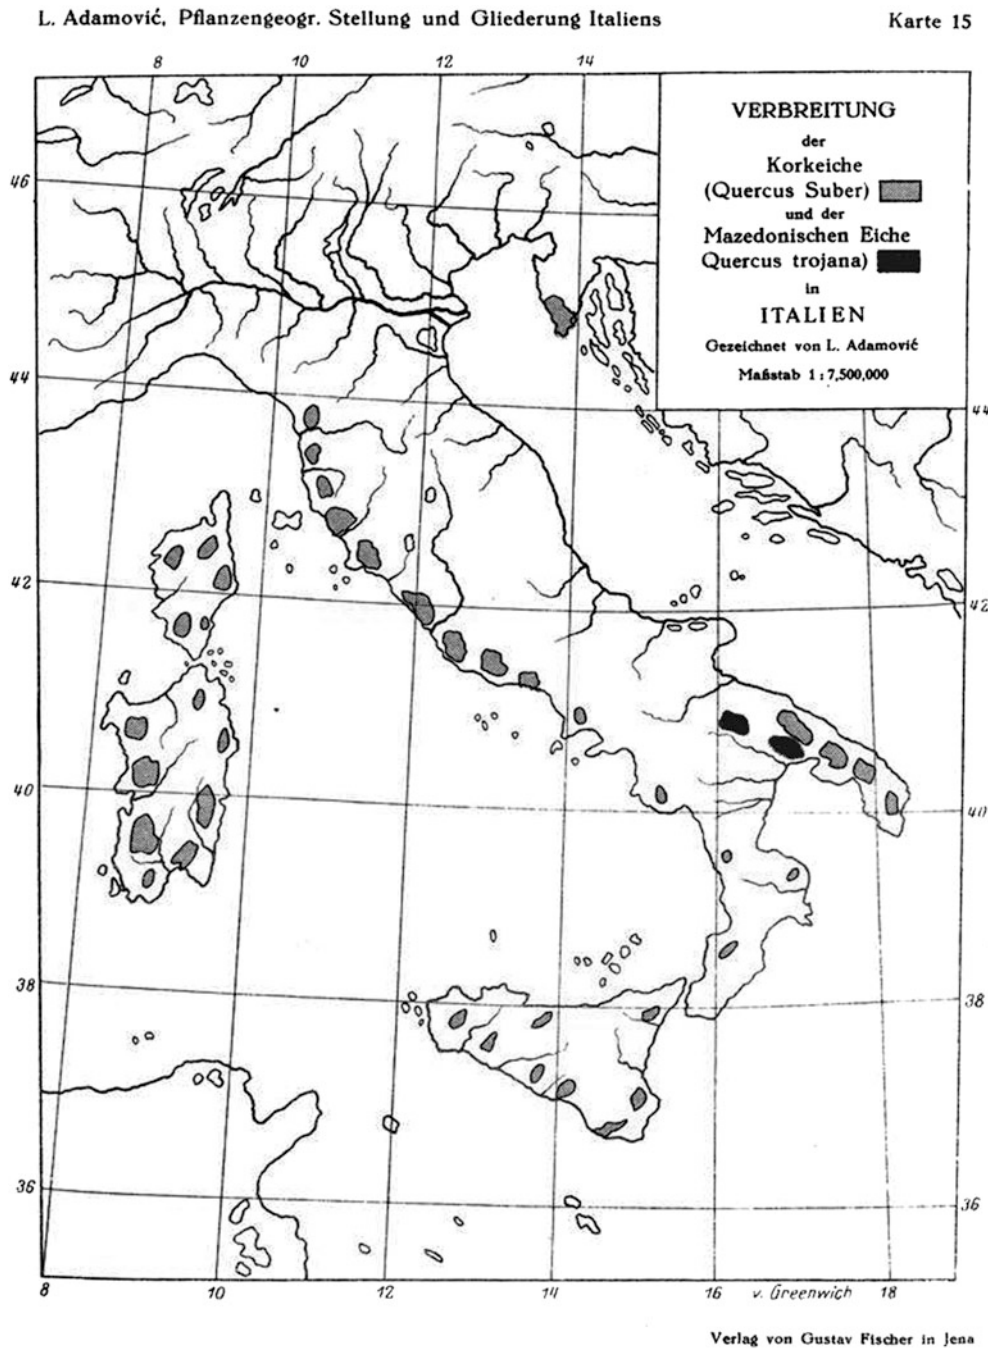 L. Adamović, Pflanzengeogr. Stellung und Gliederung Italiens
Karte 15
8 10 12 14
VERBREITUNG
der
Korkeiche
(Quercus Suber)
und der
Mazedonischen Eiche
Quercus trojana)
in
ITALIEN
Gezeichnet von L. Adamović
Maßstab 1 : 7,500,000
46
44 44
42 42
40 40
38 38
36 36
8 10 12 14 16 v. Greenwich 18
Verlag von Gustav Fischer in Jena